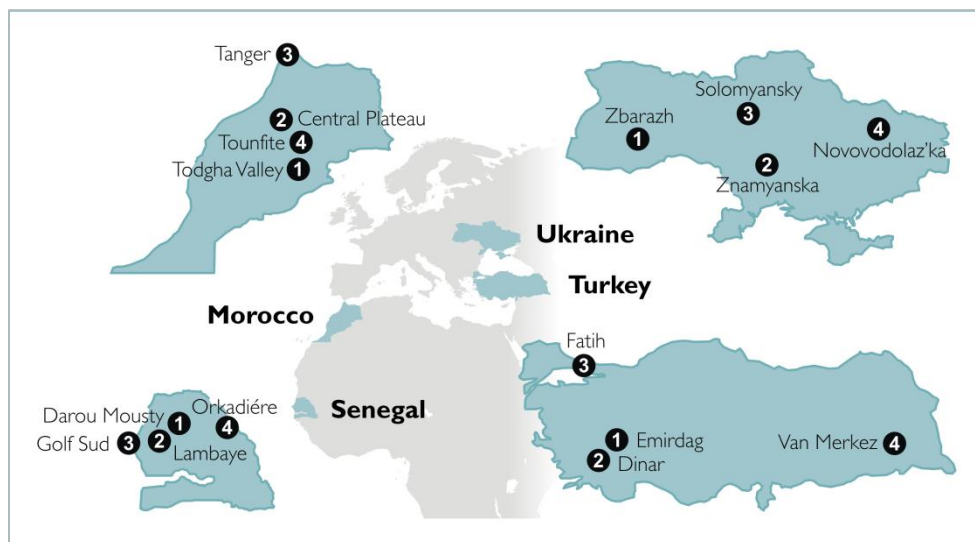 Tanger 3
2 Central Plateau
Tounfite 4
Todgha Valley 1
Solomyansky
3
Zbarazh
1
4
Novovodolaz'ka
2
Znamyanska
Ukraine
Turkey
Morocco
Senegal
Darou Mousty 1
Orkadiére
4
Golf Sud 3
2
Lambaye
Fatih
3
1 Emirdag
2 Dinar
Van Merkez 4